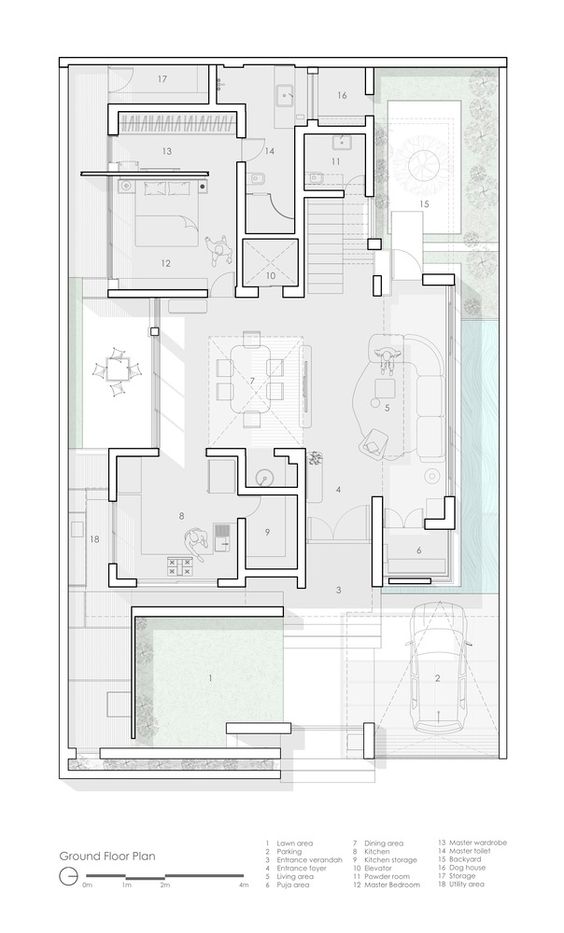 17
16
13
14
11
15
12
10
7
5
4
8
9
18
6
3
1
2
Ground Floor Plan
0m 1m 2m 4m
1 Lawn area
2 Parking
3 Entrance verandah
4 Entrance foyer
5 Living area
6 Puja area
7 Dining area
8 Kitchen
9 Kitchen storage
10 Elevator
11 Powder room
12 Master Bedroom
13 Master wardrobe
14 Master toilet
15 Backyard
16 Dog house
17 Storage
18 Utility area